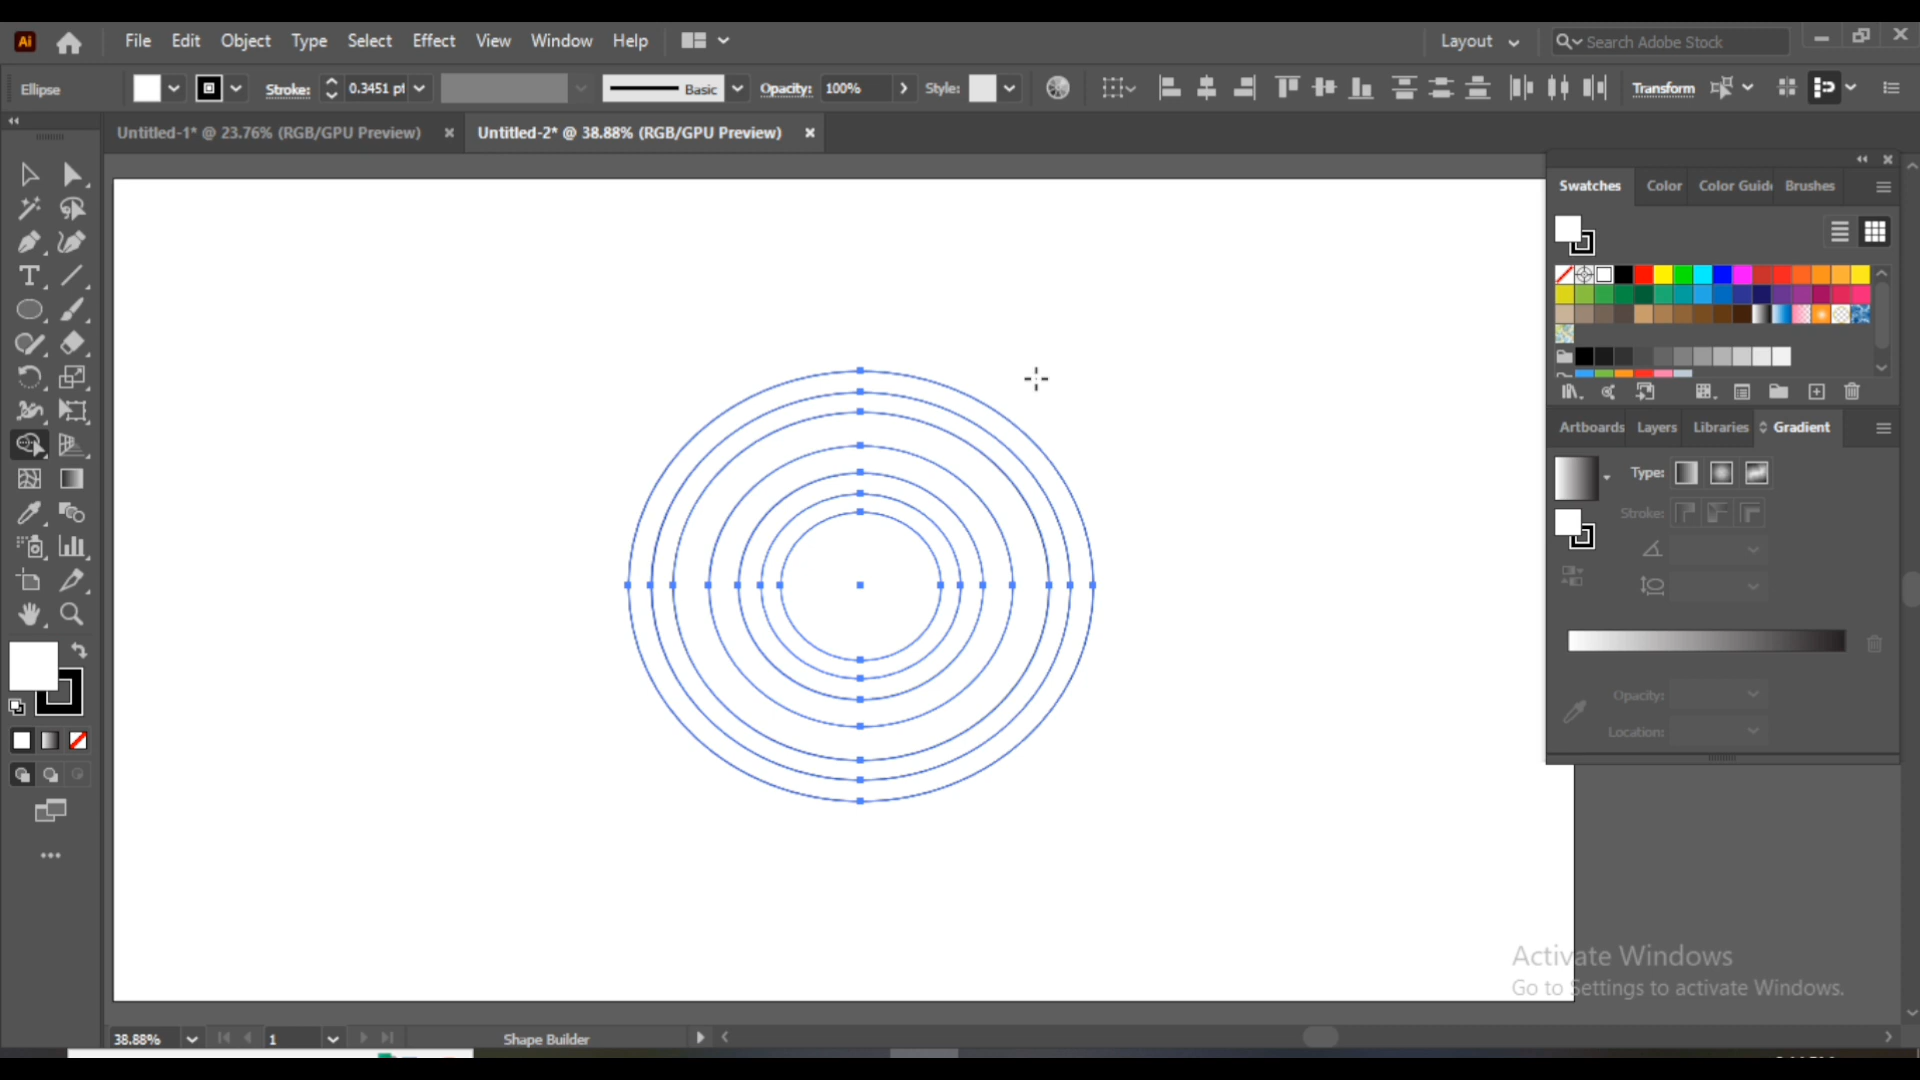 Ai File Edit Object Type Select Effect View Window Help Layout Search Adobe Stock
Ellipse Stroke: 0.3451 pt Basic Opacity: 100% Style: Transform
Untitled-1* @ 23.76% (RGB/GPU Preview) × Untitled-2* @ 38.88% (RGB/GPU Preview) ×
Swatches Color Color Guide Brushes
Artboards Layers Libraries Gradient
Type:
Stroke:
Opacity:
Location:
Activate Windows
Go to Settings to activate Windows.
38.88% 1 Shape Builder